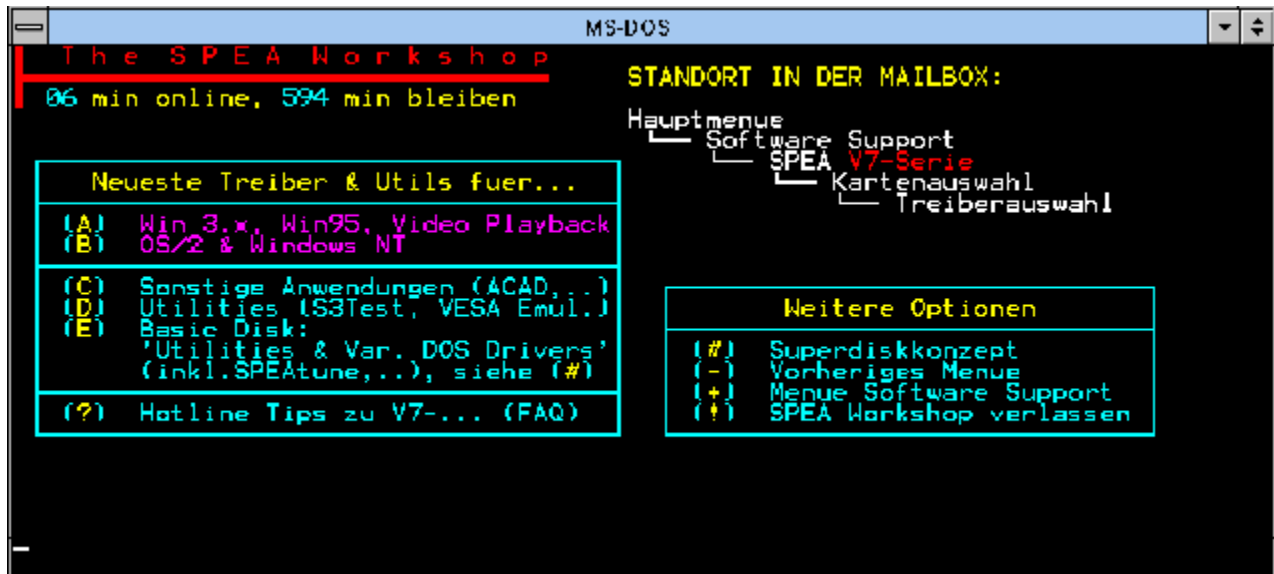 MS-DOS
The SPEA Workshop
06 min online, 594 min bleiben
STANDORT IN DER MAILBOX:
Hauptmenue
Software Support
SPEA V7-Serie
Kartenauswahl
Treiberauswahl
Neueste Treiber & Utils fuer...
(A) Win 3.x, Win95, Video Playback
(B) OS/2 & Windows NT
(C) Sonstige Anwendungen (ACAD,..)
(D) Utilities (S3Test, VESA Emul.)
(E) Basic Disk:
'Utilities & Var. DOS Drivers'
(inkl.SPEAtune,..), siehe (#)
(?) Hotline Tips zu V7-... (FAQ)
Weitere Optionen
(#) Superdiskkonzept
(-) Vorheriges Menue
(+) Menue Software Support
(!) SPEA Workshop verlassen